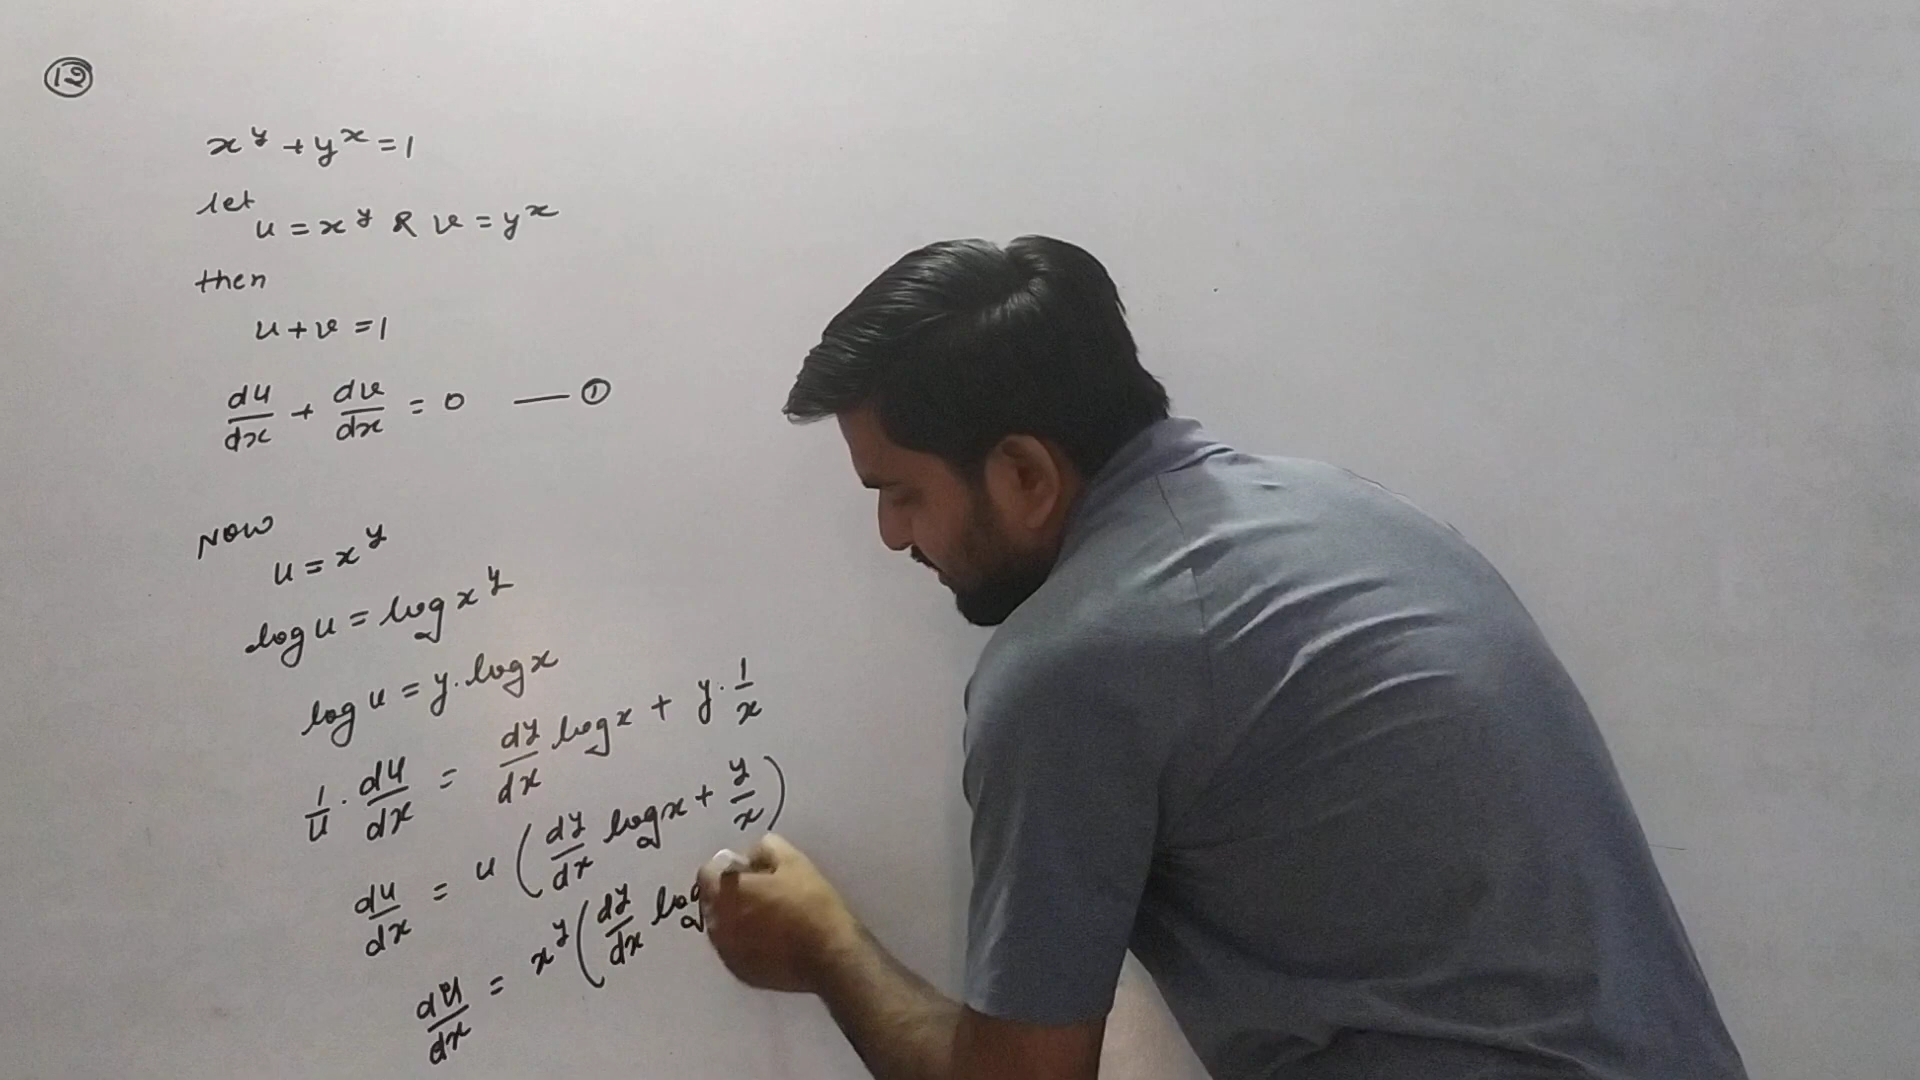 12
x^y + y^x = 1
let
u = x^y & v = y^x
then
u + v = 1
du/dx + dv/dx = 0 — ①
NOW
u = x^y
log u = log x^y
log u = y . log x
1/u . du/dx = dy/dx log x + y . 1/x
du/dx = u ( dy/dx log x + y/x )
du/dx = x^y ( dy/dx log